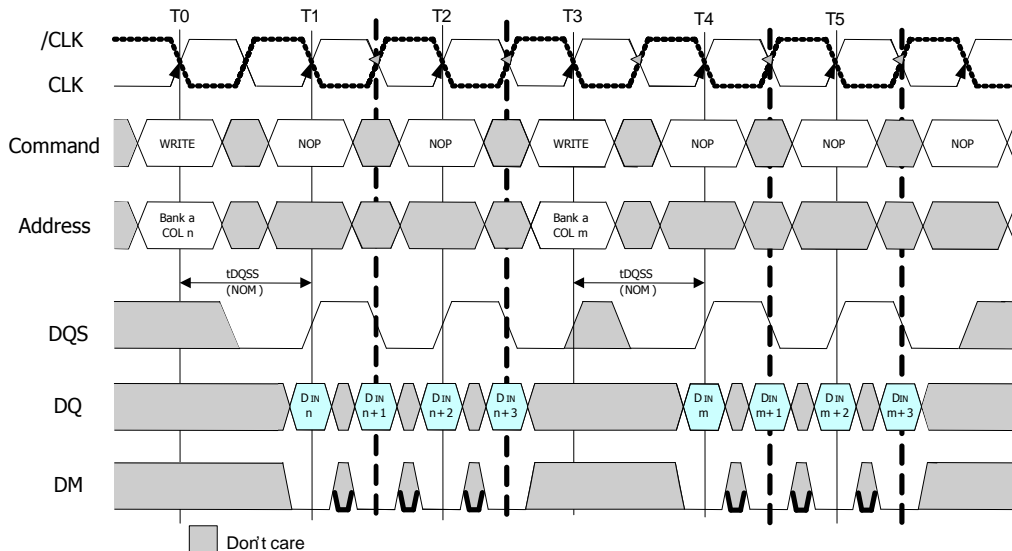 T0 T1 T2 T3 T4 T5
/CLK
CLK
Command WRITE NOP NOP WRITE NOP NOP NOP
Address Bank a COL n Bank a COL m
tDQSS (NOM) tDQSS (NOM)
DQS
DQ DIN n DIN n+1 DIN n+2 DIN n+3 DIN m DIN m+1 DIN m+2 DIN m+3
DM
Don't care